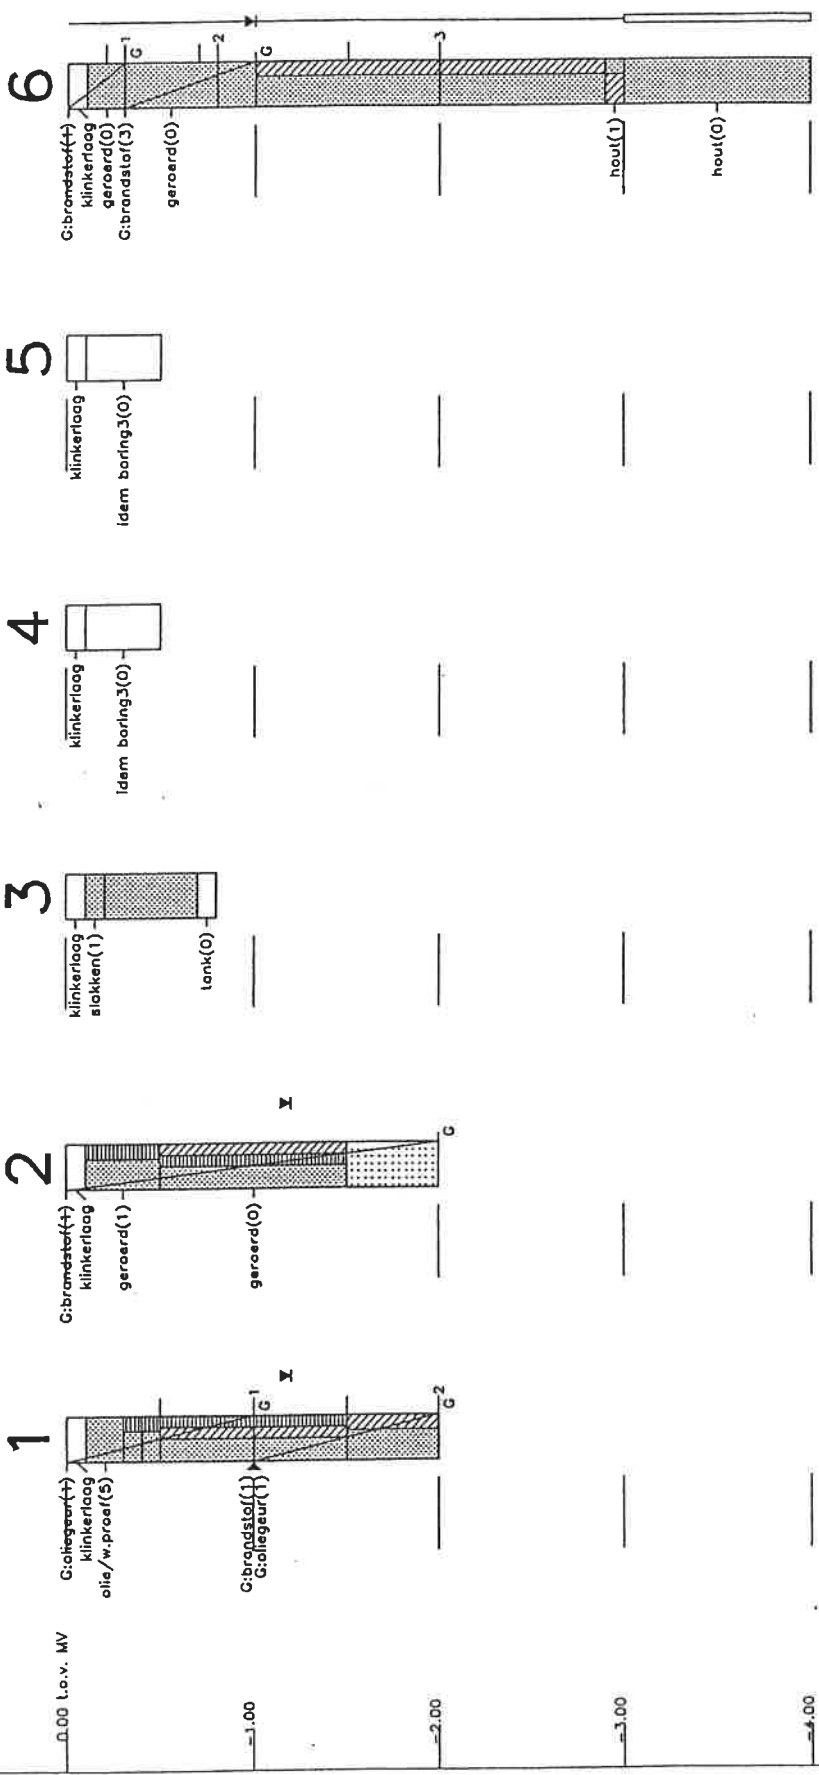 0.00 t.o.v. MV
-1.00
-2.00
-3.00
-4.00
1
G:oliegeur(1)
klinkerlaag
olie/w.proef(5)
G:brandstof(1)
G:oliegeur(1)
1
G
2
G
2
G:brandstof(1)
klinkerlaag
geroerd(1)
geroerd(0)
G
3
klinkerlaag
slakken(1)
tank(0)
4
klinkerlaag
idem boring3(0)
5
klinkerlaag
idem boring3(0)
6
G:brandstof(1)
klinkerlaag
geroerd(0)
G:brandstof(3)
geroerd(0)
hout(1)
hout(0)
1
G
2
G
3